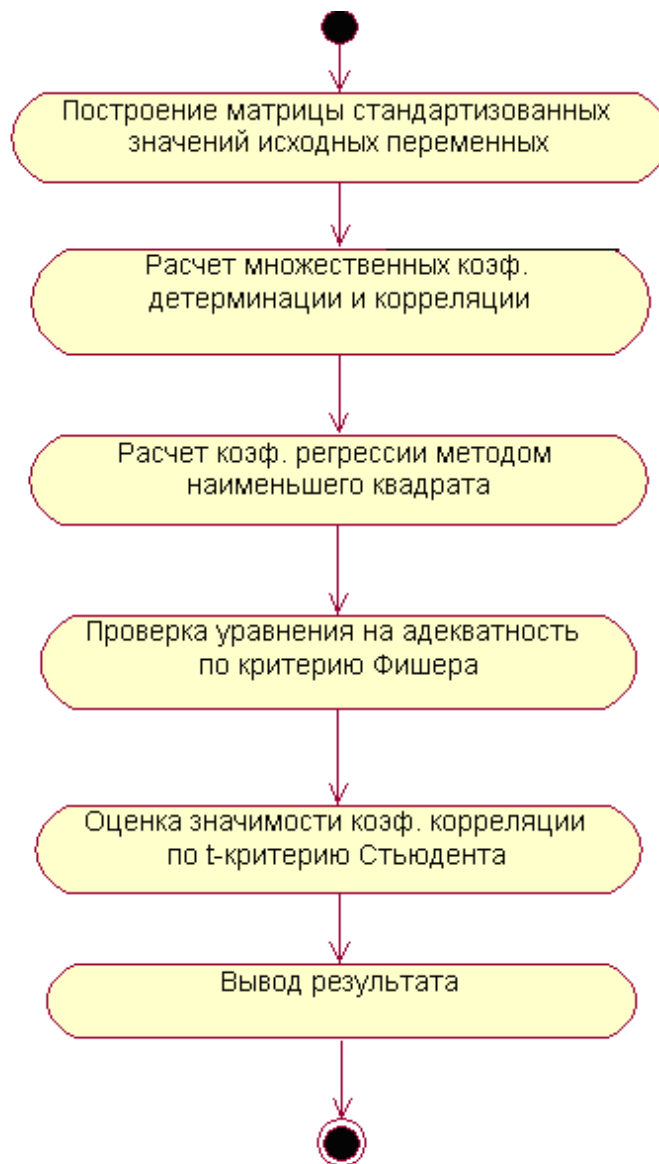 Построение матрицы стандартизованных
значений исходных переменных
Расчет множественных коэф.
детерминации и корреляции
Расчет коэф. регрессии методом
наименьшего квадрата
Проверка уравнения на адекватность
по критерию Фишера
Оценка значимости коэф. корреляции
по t-критерию Стьюдента
Вывод результата